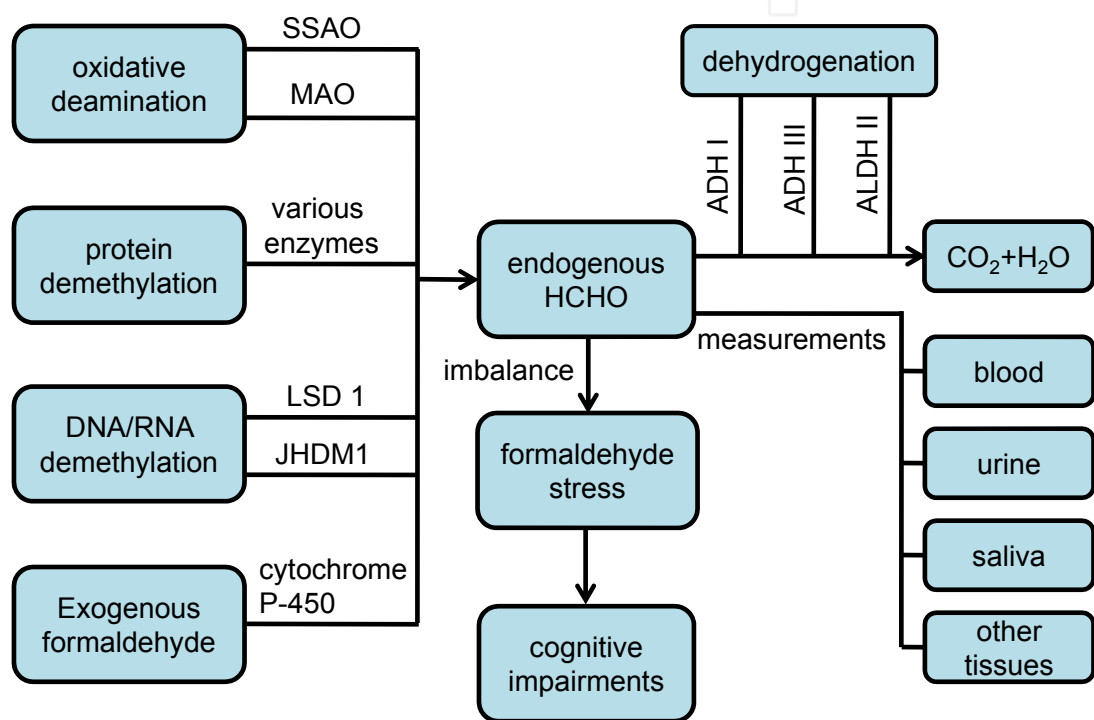 SSAO
oxidative
deamination
MAO
various
enzymes
protein
demethylation
LSD 1
DNA/RNA
demethylation
JHDM1
cytochrome
P-450
Exogenous
formaldehyde
endogenous
HCHO
imbalance
formaldehyde
stress
cognitive
impairments
dehydrogenation
ADH I
ADH III
ALDH II
CO₂+H₂O
measurements
blood
urine
saliva
other
tissues